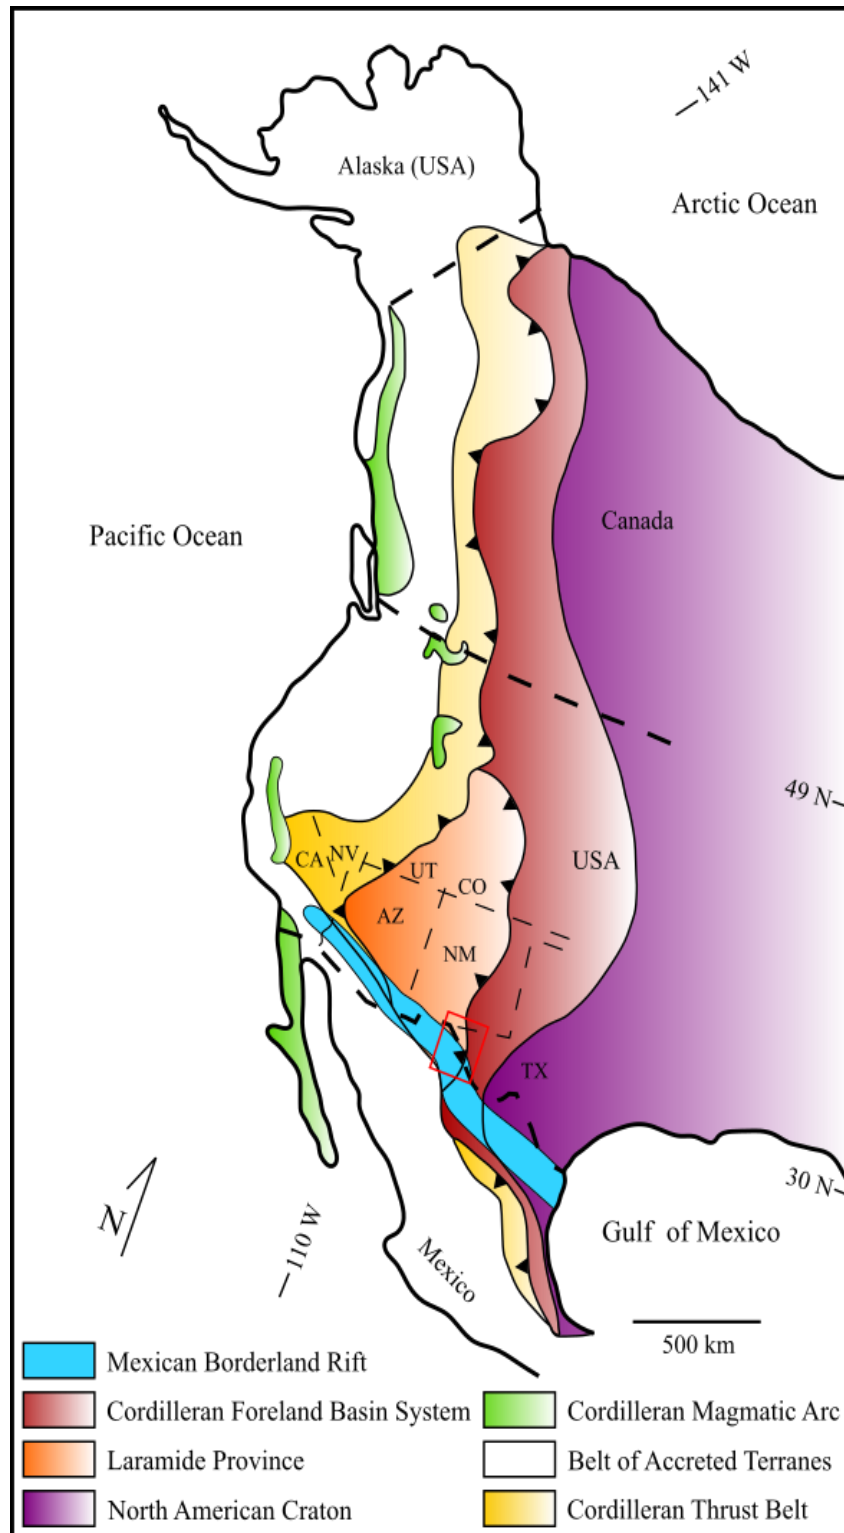 141 W
Alaska (USA)
Arctic Ocean
Canada
Pacific Ocean
49 N
CA
NV
UT
CO
USA
AZ
NM
TX
30 N
N
110 W
Mexico
Gulf of Mexico
500 km
Mexican Borderland Rift
Cordilleran Foreland Basin System
Cordilleran Magmatic Arc
Laramide Province
Belt of Accreted Terranes
North American Craton
Cordilleran Thrust Belt